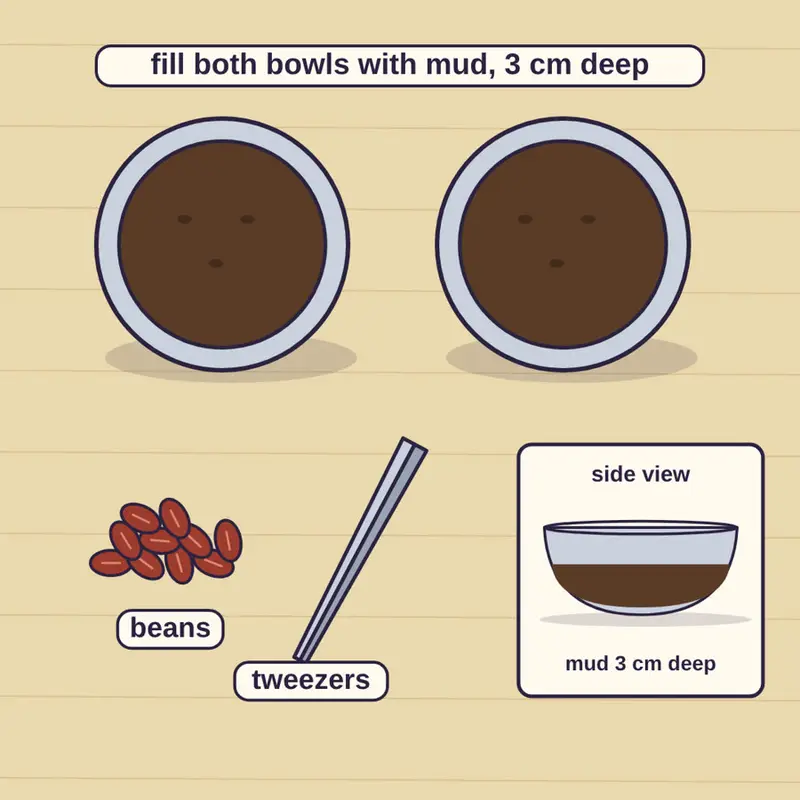 fill both bowls with mud, 3 cm deep
side view
beans
mud 3 cm deep
tweezers